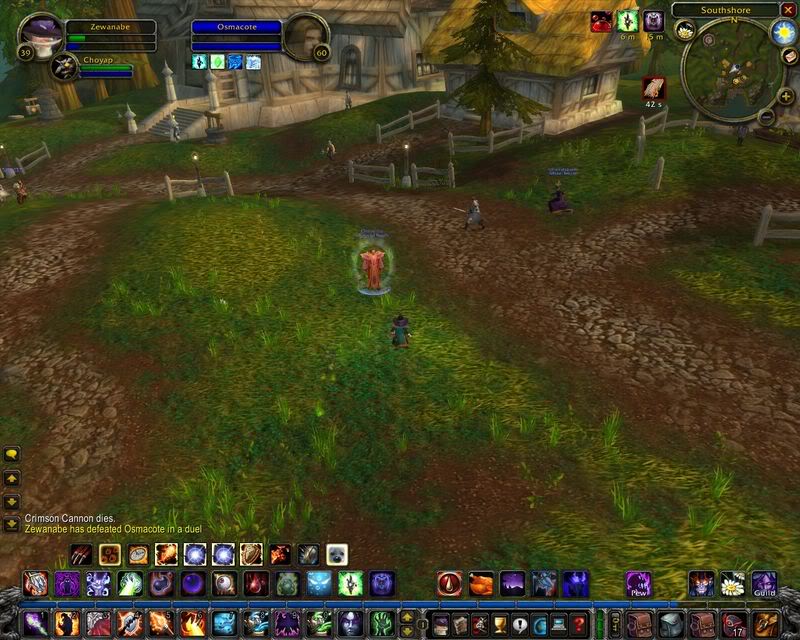 Zewanabe
39
Choyap
Osmacote
60
6 m
15 m
42 s
Southshore
N
Crimson Cannon dies.
Zewanabe has defeated Osmacote in a duel
Pew
Guild
17